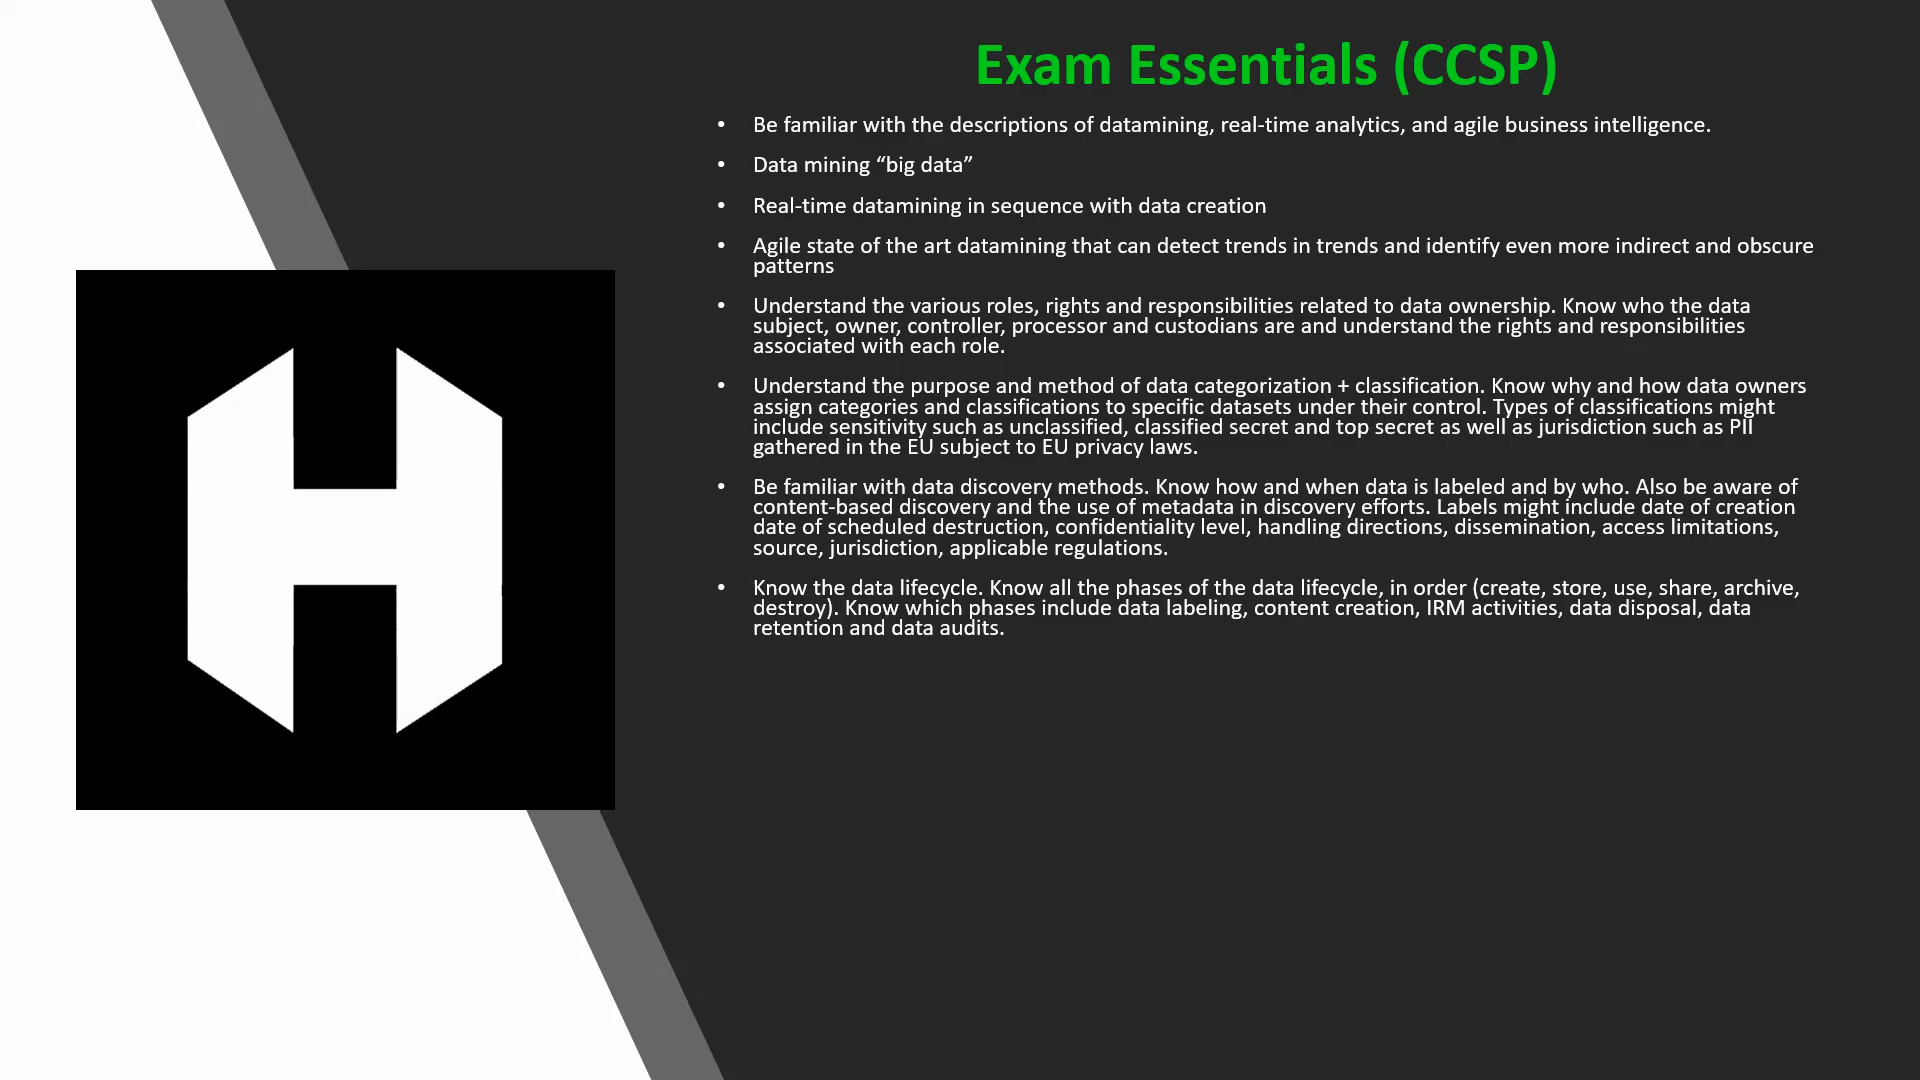 Exam Essentials (CCSP)
• Be familiar with the descriptions of datamining, real-time analytics, and agile business intelligence.
• Data mining “big data”
• Real-time datamining in sequence with data creation
• Agile state of the art datamining that can detect trends in trends and identify even more indirect and obscure
patterns
• Understand the various roles, rights and responsibilities related to data ownership. Know who the data
subject, owner, controller, processor and custodians are and understand the rights and responsibilities
associated with each role.
• Understand the purpose and method of data categorization + classification. Know why and how data owners
assign categories and classifications to specific datasets under their control. Types of classifications might
include sensitivity such as unclassified, classified secret and top secret as well as jurisdiction such as PII
gathered in the EU subject to EU privacy laws.
• Be familiar with data discovery methods. Know how and when data is labeled and by who. Also be aware of
content-based discovery and the use of metadata in discovery efforts. Labels might include date of creation
date of scheduled destruction, confidentiality level, handling directions, dissemination, access limitations,
source, jurisdiction, applicable regulations.
• Know the data lifecycle. Know all the phases of the data lifecycle, in order (create, store, use, share, archive,
destroy). Know which phases include data labeling, content creation, IRM activities, data disposal, data
retention and data audits.